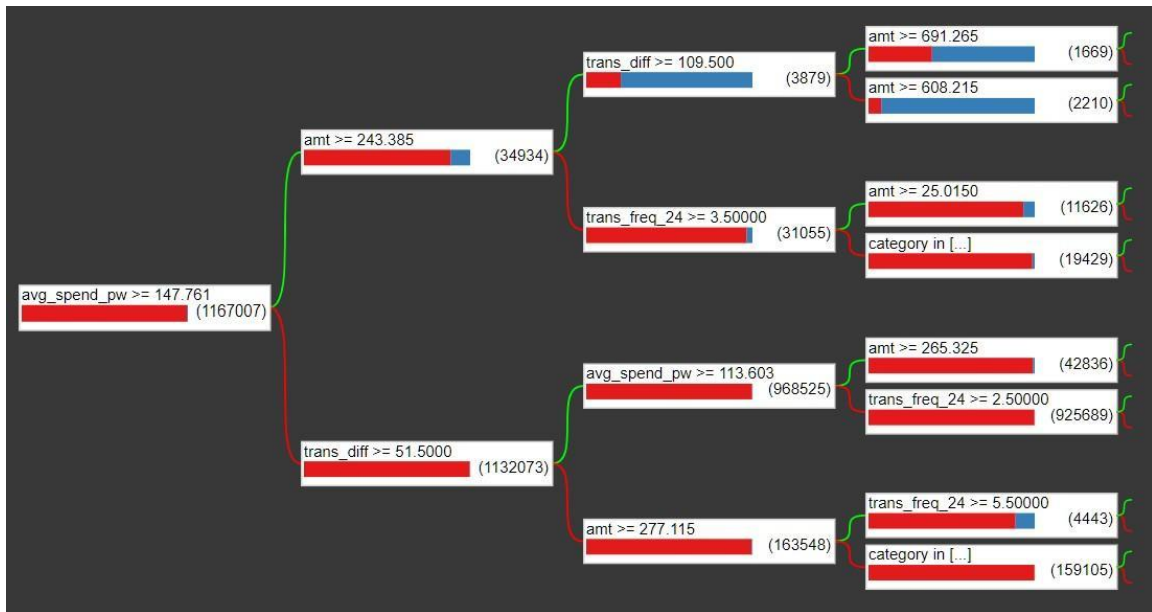 avg_spend_pw >= 147.761
(1167007)
amt >= 243.385
(34934)
trans_diff >= 51.5000
(1132073)
trans_diff >= 109.500
(3879)
trans_freq_24 >= 3.50000
(31055)
avg_spend_pw >= 113.603
(968525)
amt >= 277.115
(163548)
amt >= 691.265
(1669)
amt >= 608.215
(2210)
amt >= 25.0150
(11626)
category in [...]
(19429)
amt >= 265.325
(42836)
trans_freq_24 >= 2.50000
(925689)
trans_freq_24 >= 5.50000
(4443)
category in [...]
(159105)